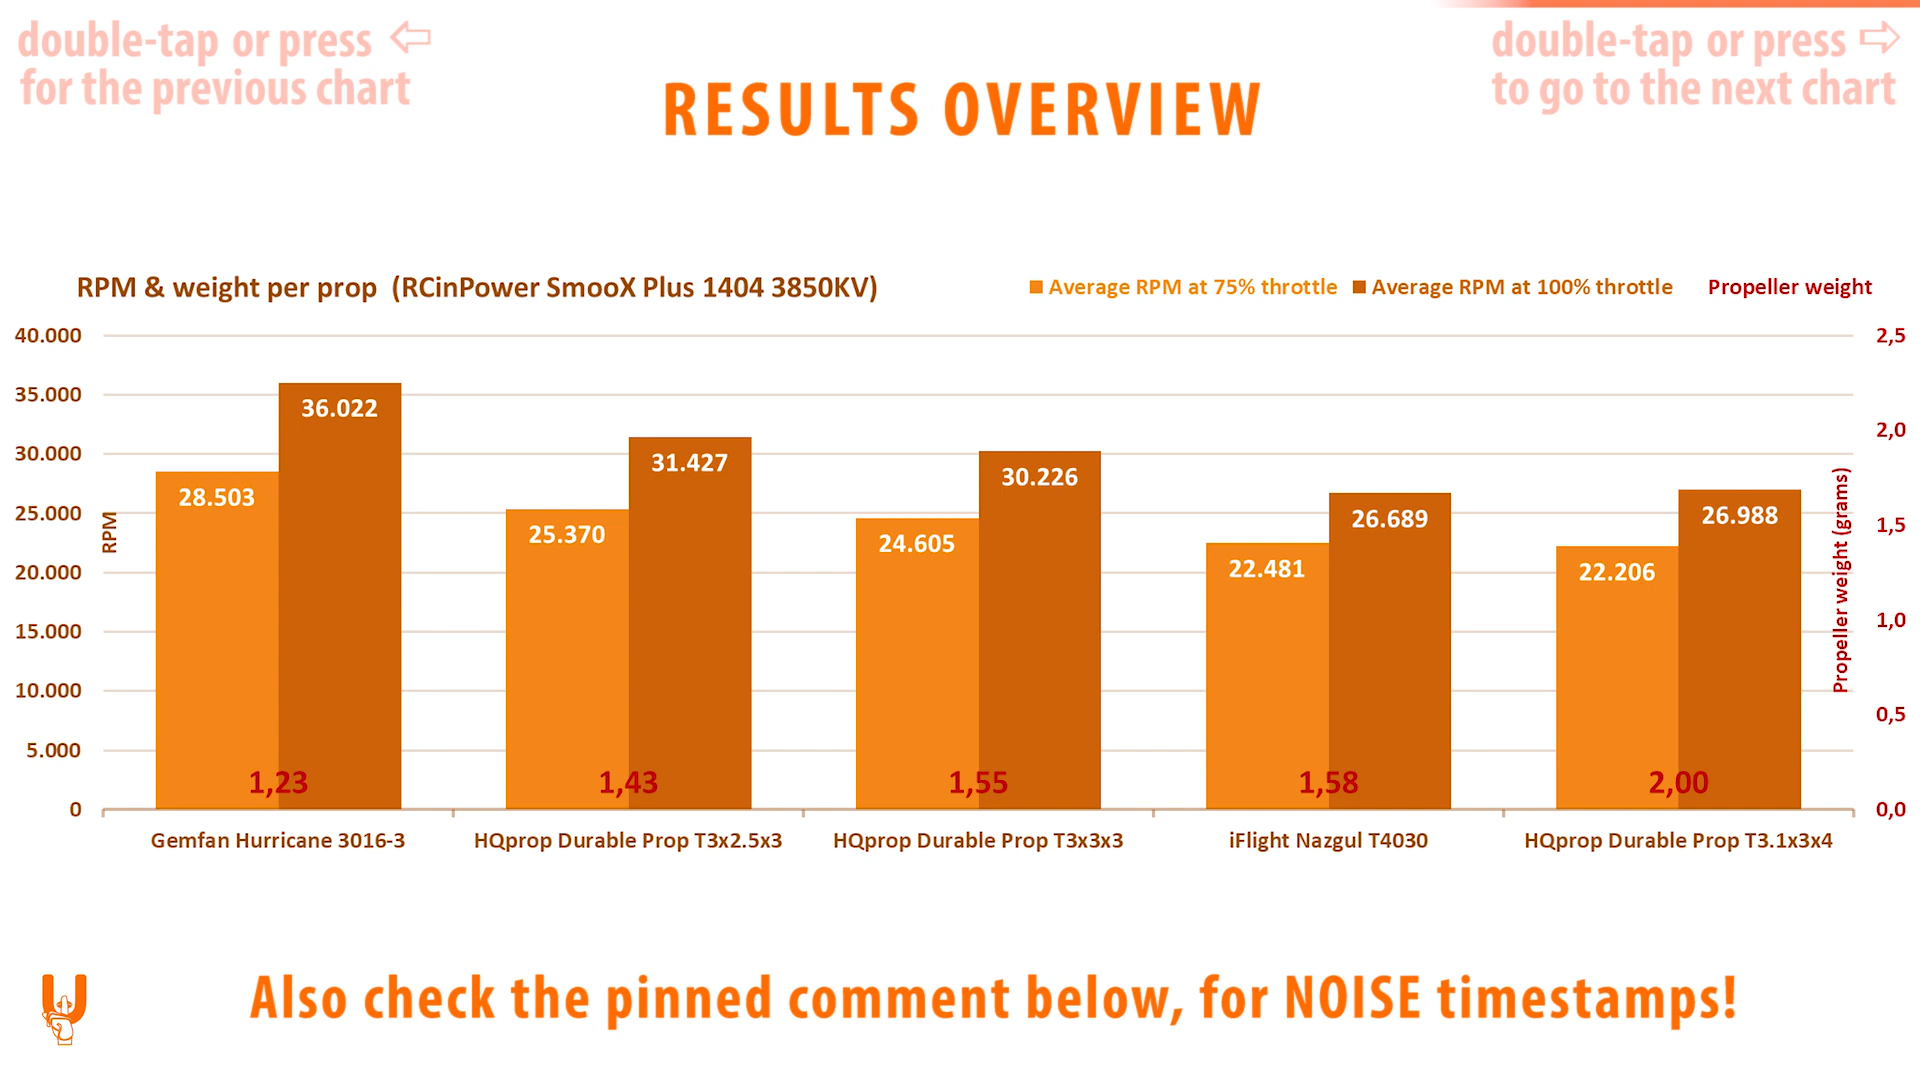 double-tap or press ⇦
for the previous chart
double-tap or press ⇨
to go to the next chart
RESULTS OVERVIEW
RPM & weight per prop (RCinPower SmooX Plus 1404 3850KV)
Average RPM at 75% throttle
Average RPM at 100% throttle
Propeller weight
40.000
35.000
30.000
25.000
20.000
15.000
10.000
5.000
0
RPM
2,5
2,0
1,5
1,0
0,5
0,0
Propeller weight (grams)
28.503
36.022
1,23
25.370
31.427
1,43
24.605
30.226
1,55
22.481
26.689
1,58
22.206
26.988
2,00
Gemfan Hurricane 3016-3
HQprop Durable Prop T3x2.5x3
HQprop Durable Prop T3x3x3
iFlight Nazgul T4030
HQprop Durable Prop T3.1x3x4
Also check the pinned comment below, for NOISE timestamps!